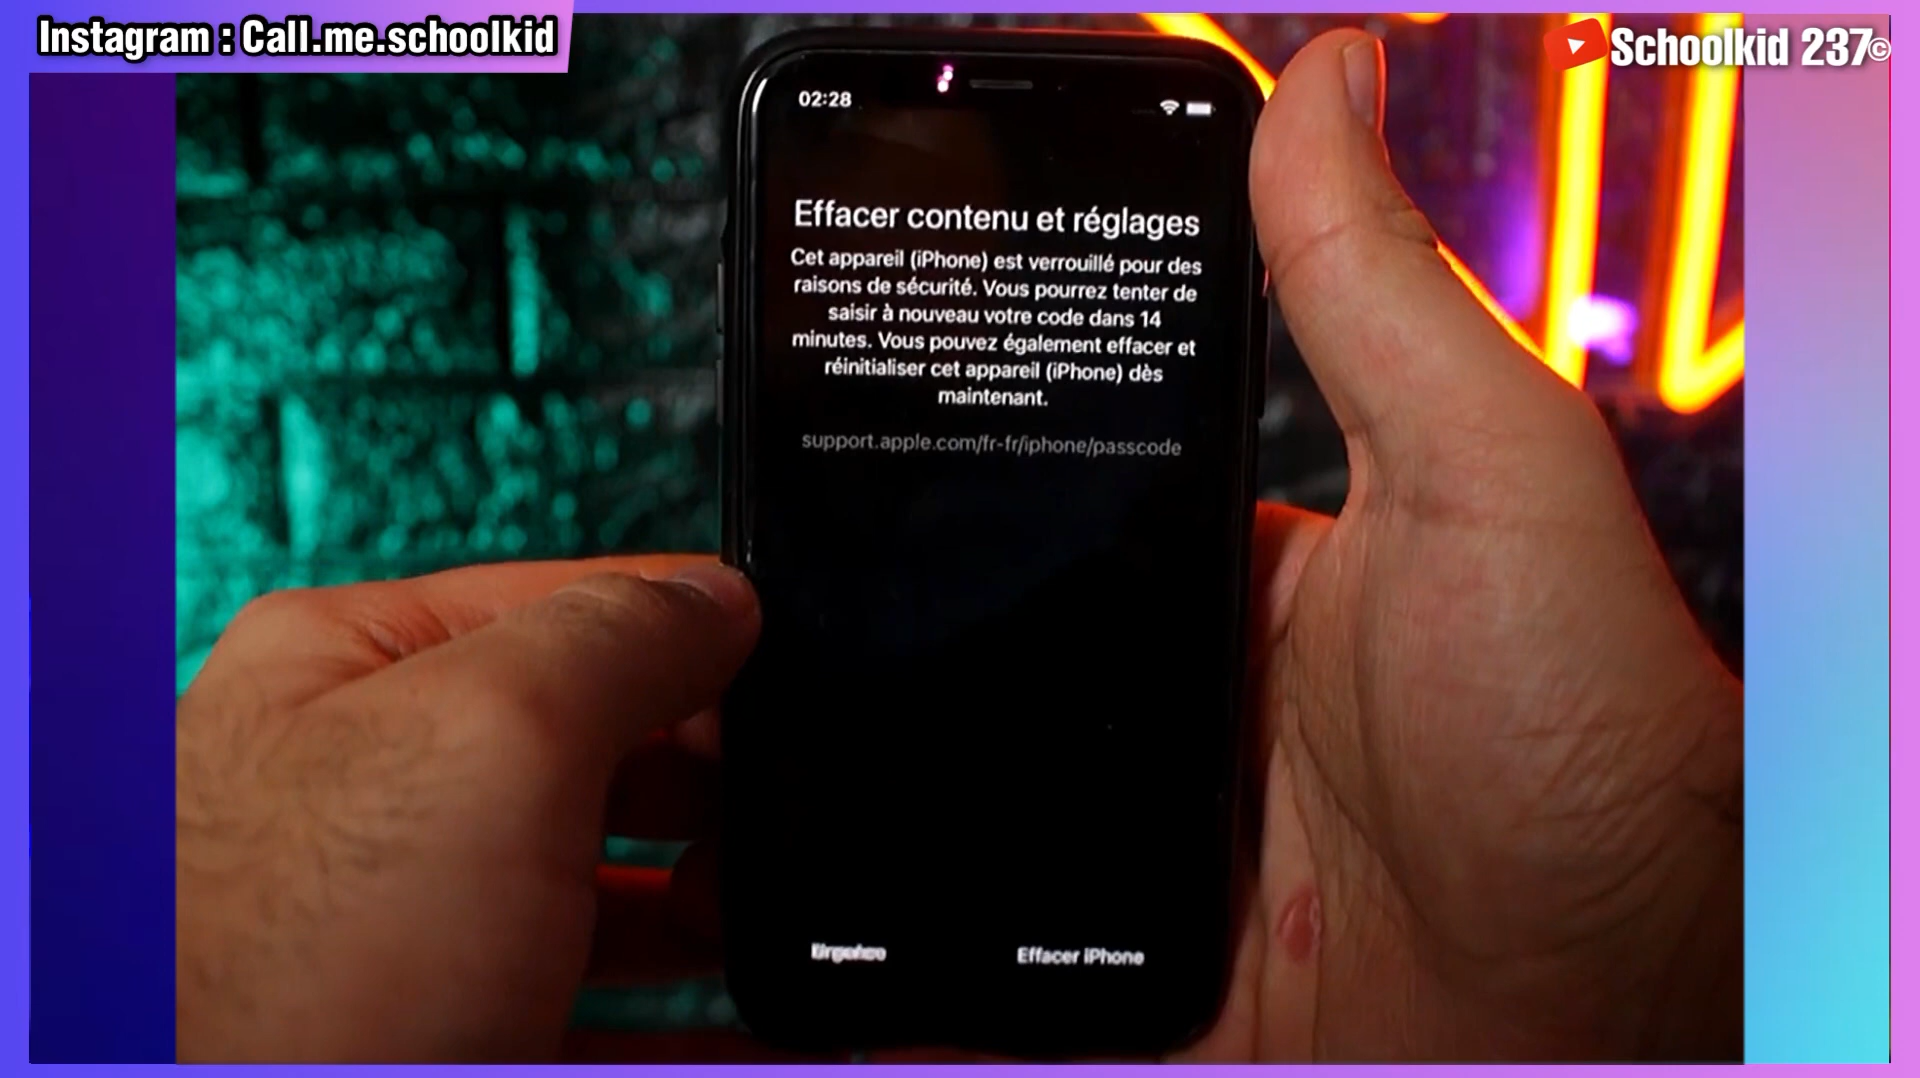 Instagram : Call.me.schoolkid
Schoolkid 237©
02:28
Effacer contenu et réglages
Cet appareil (iPhone) est verrouillé pour des
raisons de sécurité. Vous pourrez tenter de
saisir à nouveau votre code dans 14
minutes. Vous pouvez également effacer et
réinitialiser cet appareil (iPhone) dès
maintenant.
support.apple.com/fr-fr/iphone/passcode
Effacer iPhone